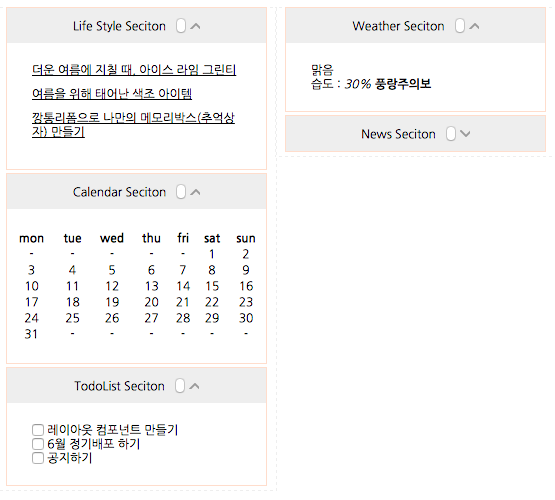 Life Style Seciton
더운 여름에 지칠 때, 아이스 라임 그린티
여름을 위해 태어난 색조 아이템
깡통리폼으로 나만의 메모리박스(추억상
자) 만들기
Calendar Seciton
mon tue wed thu fri sat sun
- - - - - 1 2
3 4 5 6 7 8 9
10 11 12 13 14 15 16
17 18 19 20 21 22 23
24 25 26 27 28 29 30
31 - - - - - -
TodoList Seciton
레이아웃 컴포넌트 만들기
6월 정기배포 하기
공지하기
Weather Seciton
맑음
습도 : 30% 풍랑주의보
News Seciton